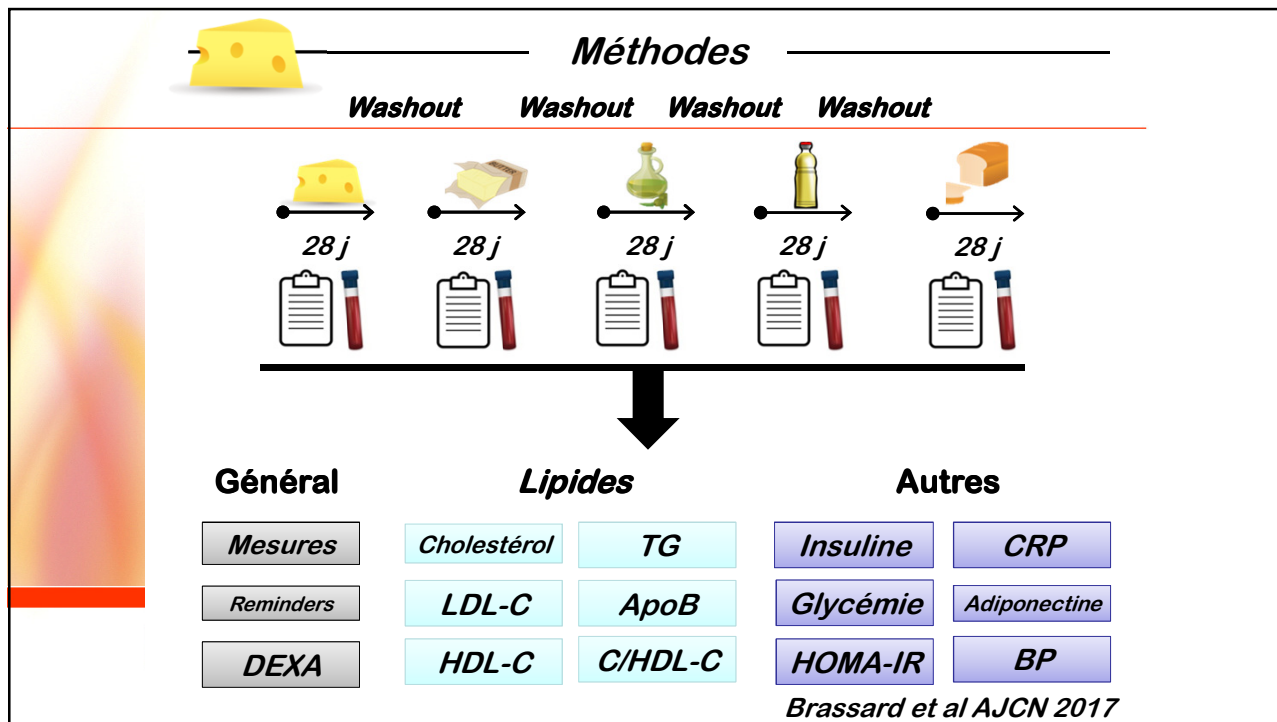 Méthodes
Washout Washout Washout Washout
BUTTER
28 j 28 j 28 j 28 j 28 j
Général Lipides Autres
Mesures Cholestérol TG Insuline CRP
Reminders LDL-C ApoB Glycémie Adiponectine
DEXA HDL-C C/HDL-C HOMA-IR BP
Brassard et al AJCN 2017